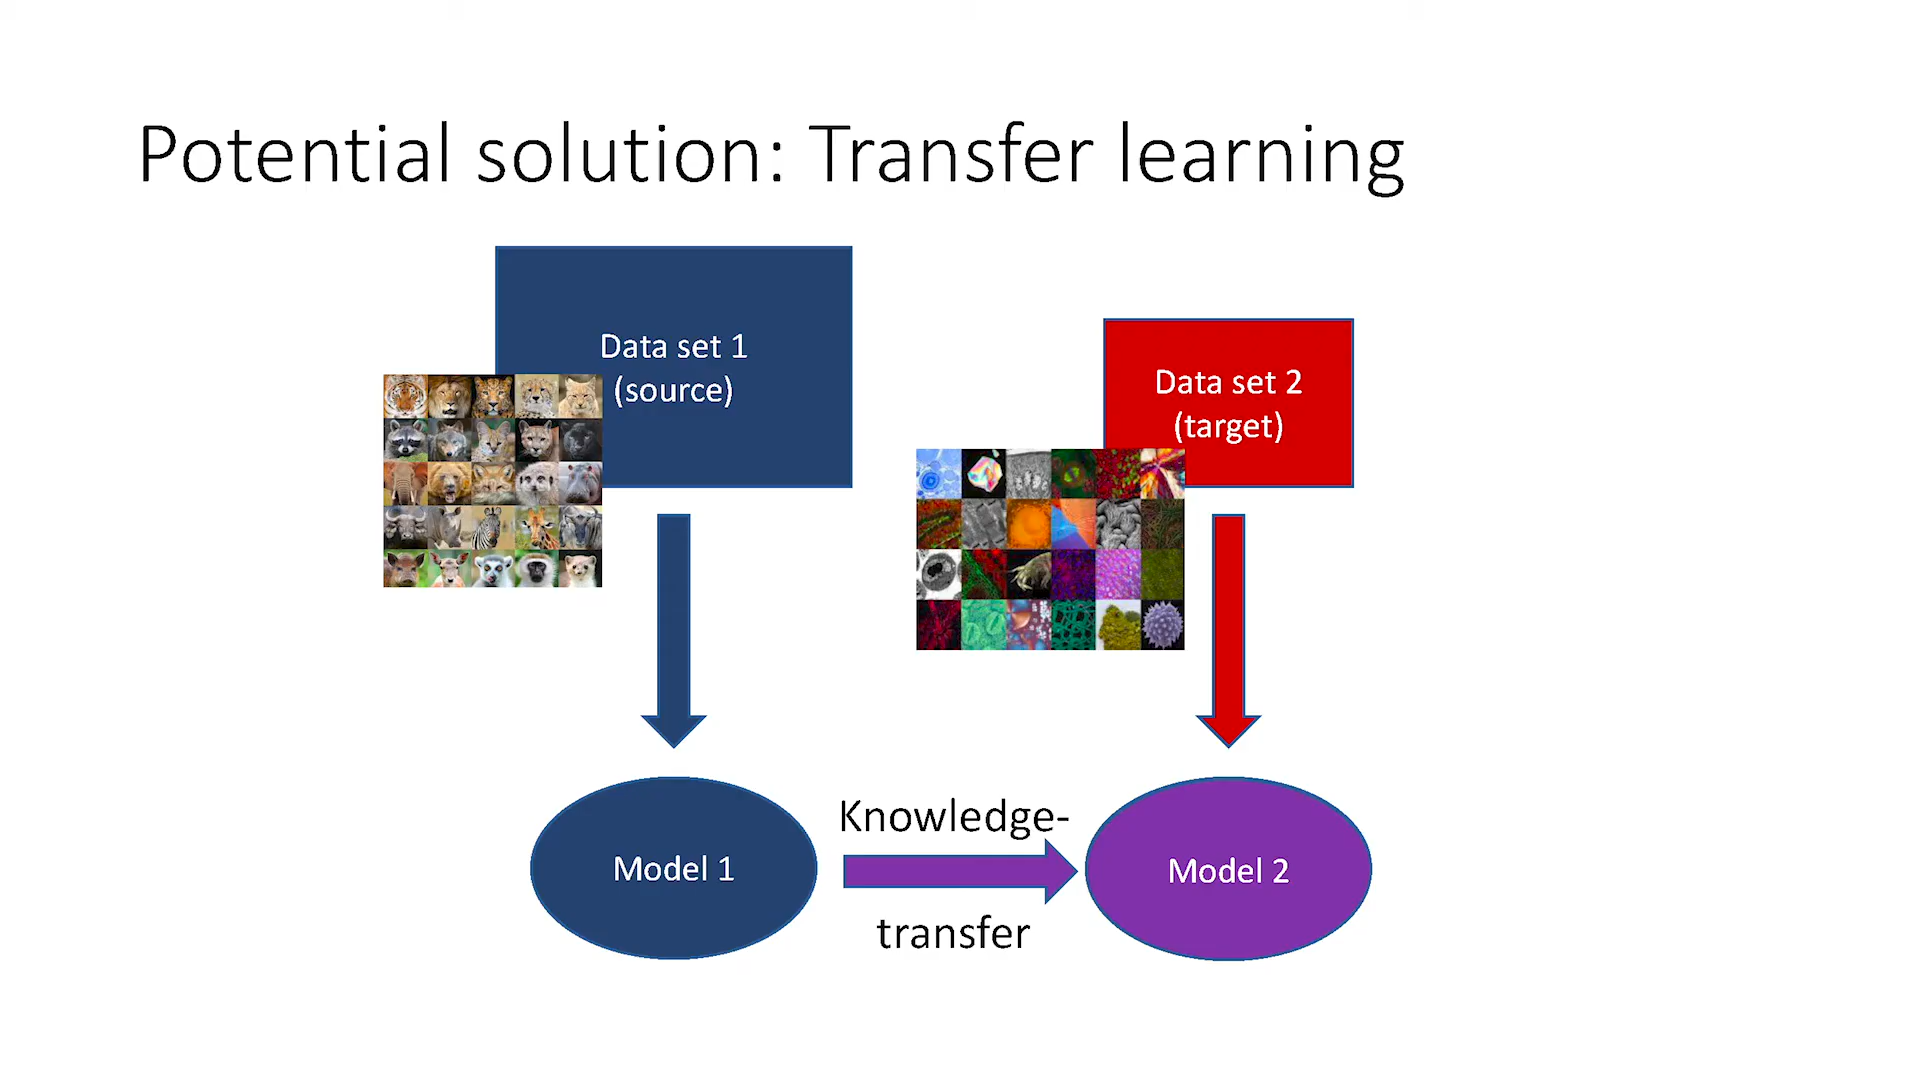 Potential solution: Transfer learning
Data set 1
(source)
Data set 2
(target)
Model 1
Knowledge-
transfer
Model 2